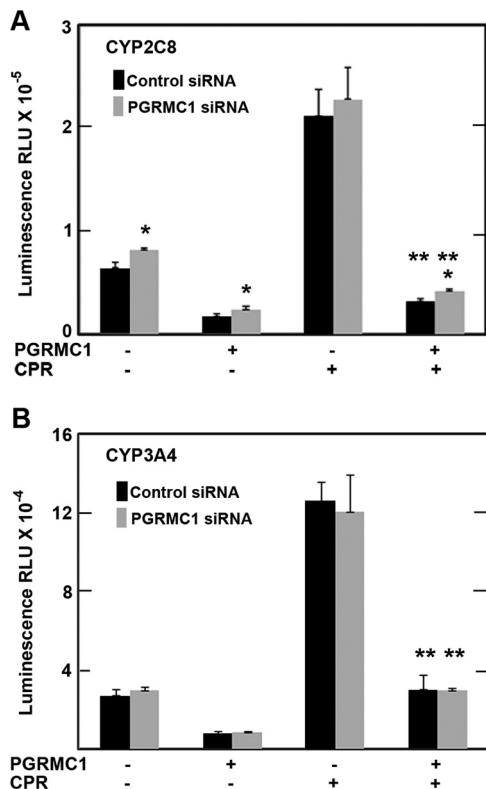 A
CYP2C8
Control siRNA
PGRMC1 siRNA
Luminescence RLU X 10-5
3
2
1
0
* * ** ** *
PGRMC1 - + - +
CPR - - + +
B
CYP3A4
Control siRNA
PGRMC1 siRNA
Luminescence RLU X 10-4
16
12
8
4
** **
PGRMC1 - + - +
CPR - - + +